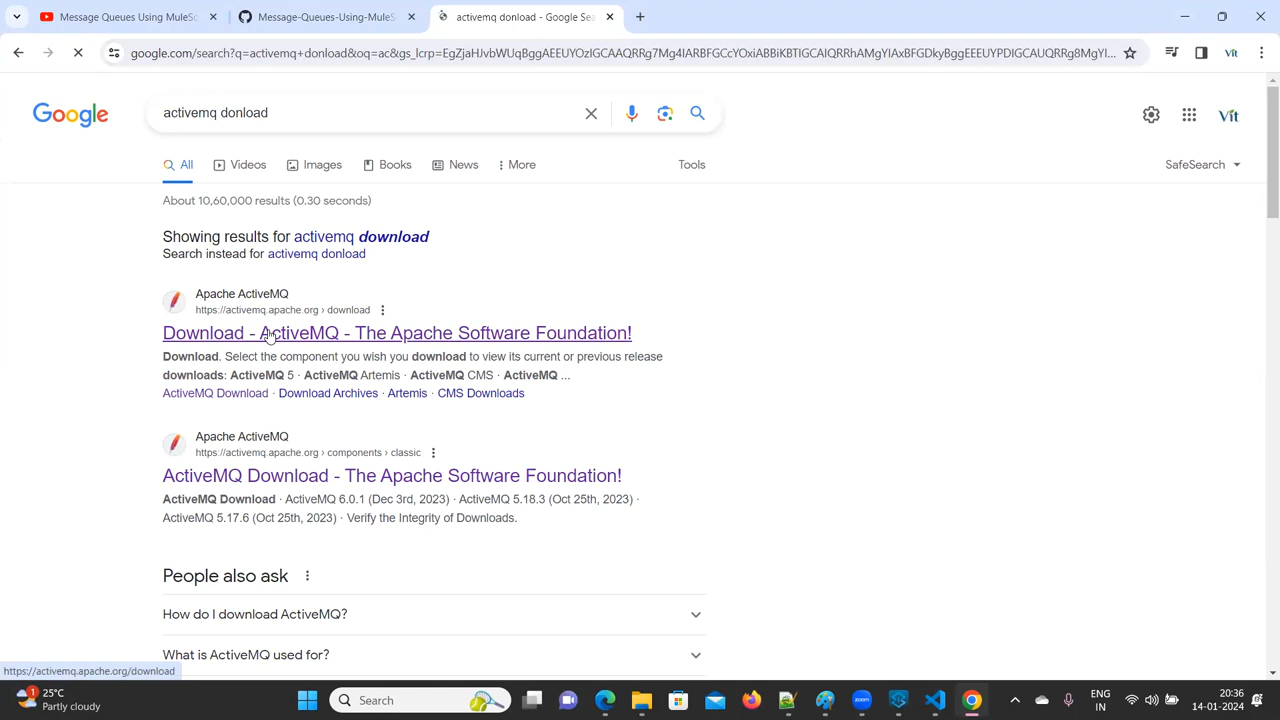 Message Queues Using MuleS
Message-Queues-Using-MuleS
activemq donload - Google Sea
google.com/search?q=activemq+donload&oq=ac&gs_lcrp=EgZjaHJvbWUqBggAEEUYOzIGCAAQRRg7Mg4IARBFGCcYOxiABBiKBTIGCAIQRRhAMgYIAxBFGDkyBggEEEUYPDIGCAUQRRg8MgYI...
Vit
Google
activemq donload
Vit
All
Videos
Images
Books
News
More
Tools
SafeSearch
About 10,60,000 results (0.30 seconds)
Showing results for activemq download
Search instead for activemq donload
Apache ActiveMQ
https://activemq.apache.org › download
Download - ActiveMQ - The Apache Software Foundation!
Download. Select the component you wish you download to view its current or previous release
downloads: ActiveMQ 5 · ActiveMQ Artemis · ActiveMQ CMS · ActiveMQ ...
ActiveMQ Download · Download Archives · Artemis · CMS Downloads
Apache ActiveMQ
https://activemq.apache.org › components › classic
ActiveMQ Download - The Apache Software Foundation!
ActiveMQ Download · ActiveMQ 6.0.1 (Dec 3rd, 2023) · ActiveMQ 5.18.3 (Oct 25th, 2023) ·
ActiveMQ 5.17.6 (Oct 25th, 2023) · Verify the Integrity of Downloads.
People also ask
How do I download ActiveMQ?
What is ActiveMQ used for?
https://activemq.apache.org/download
1
25°C
Partly cloudy
Search
zoom
ENG
IN
20:36
14-01-2024